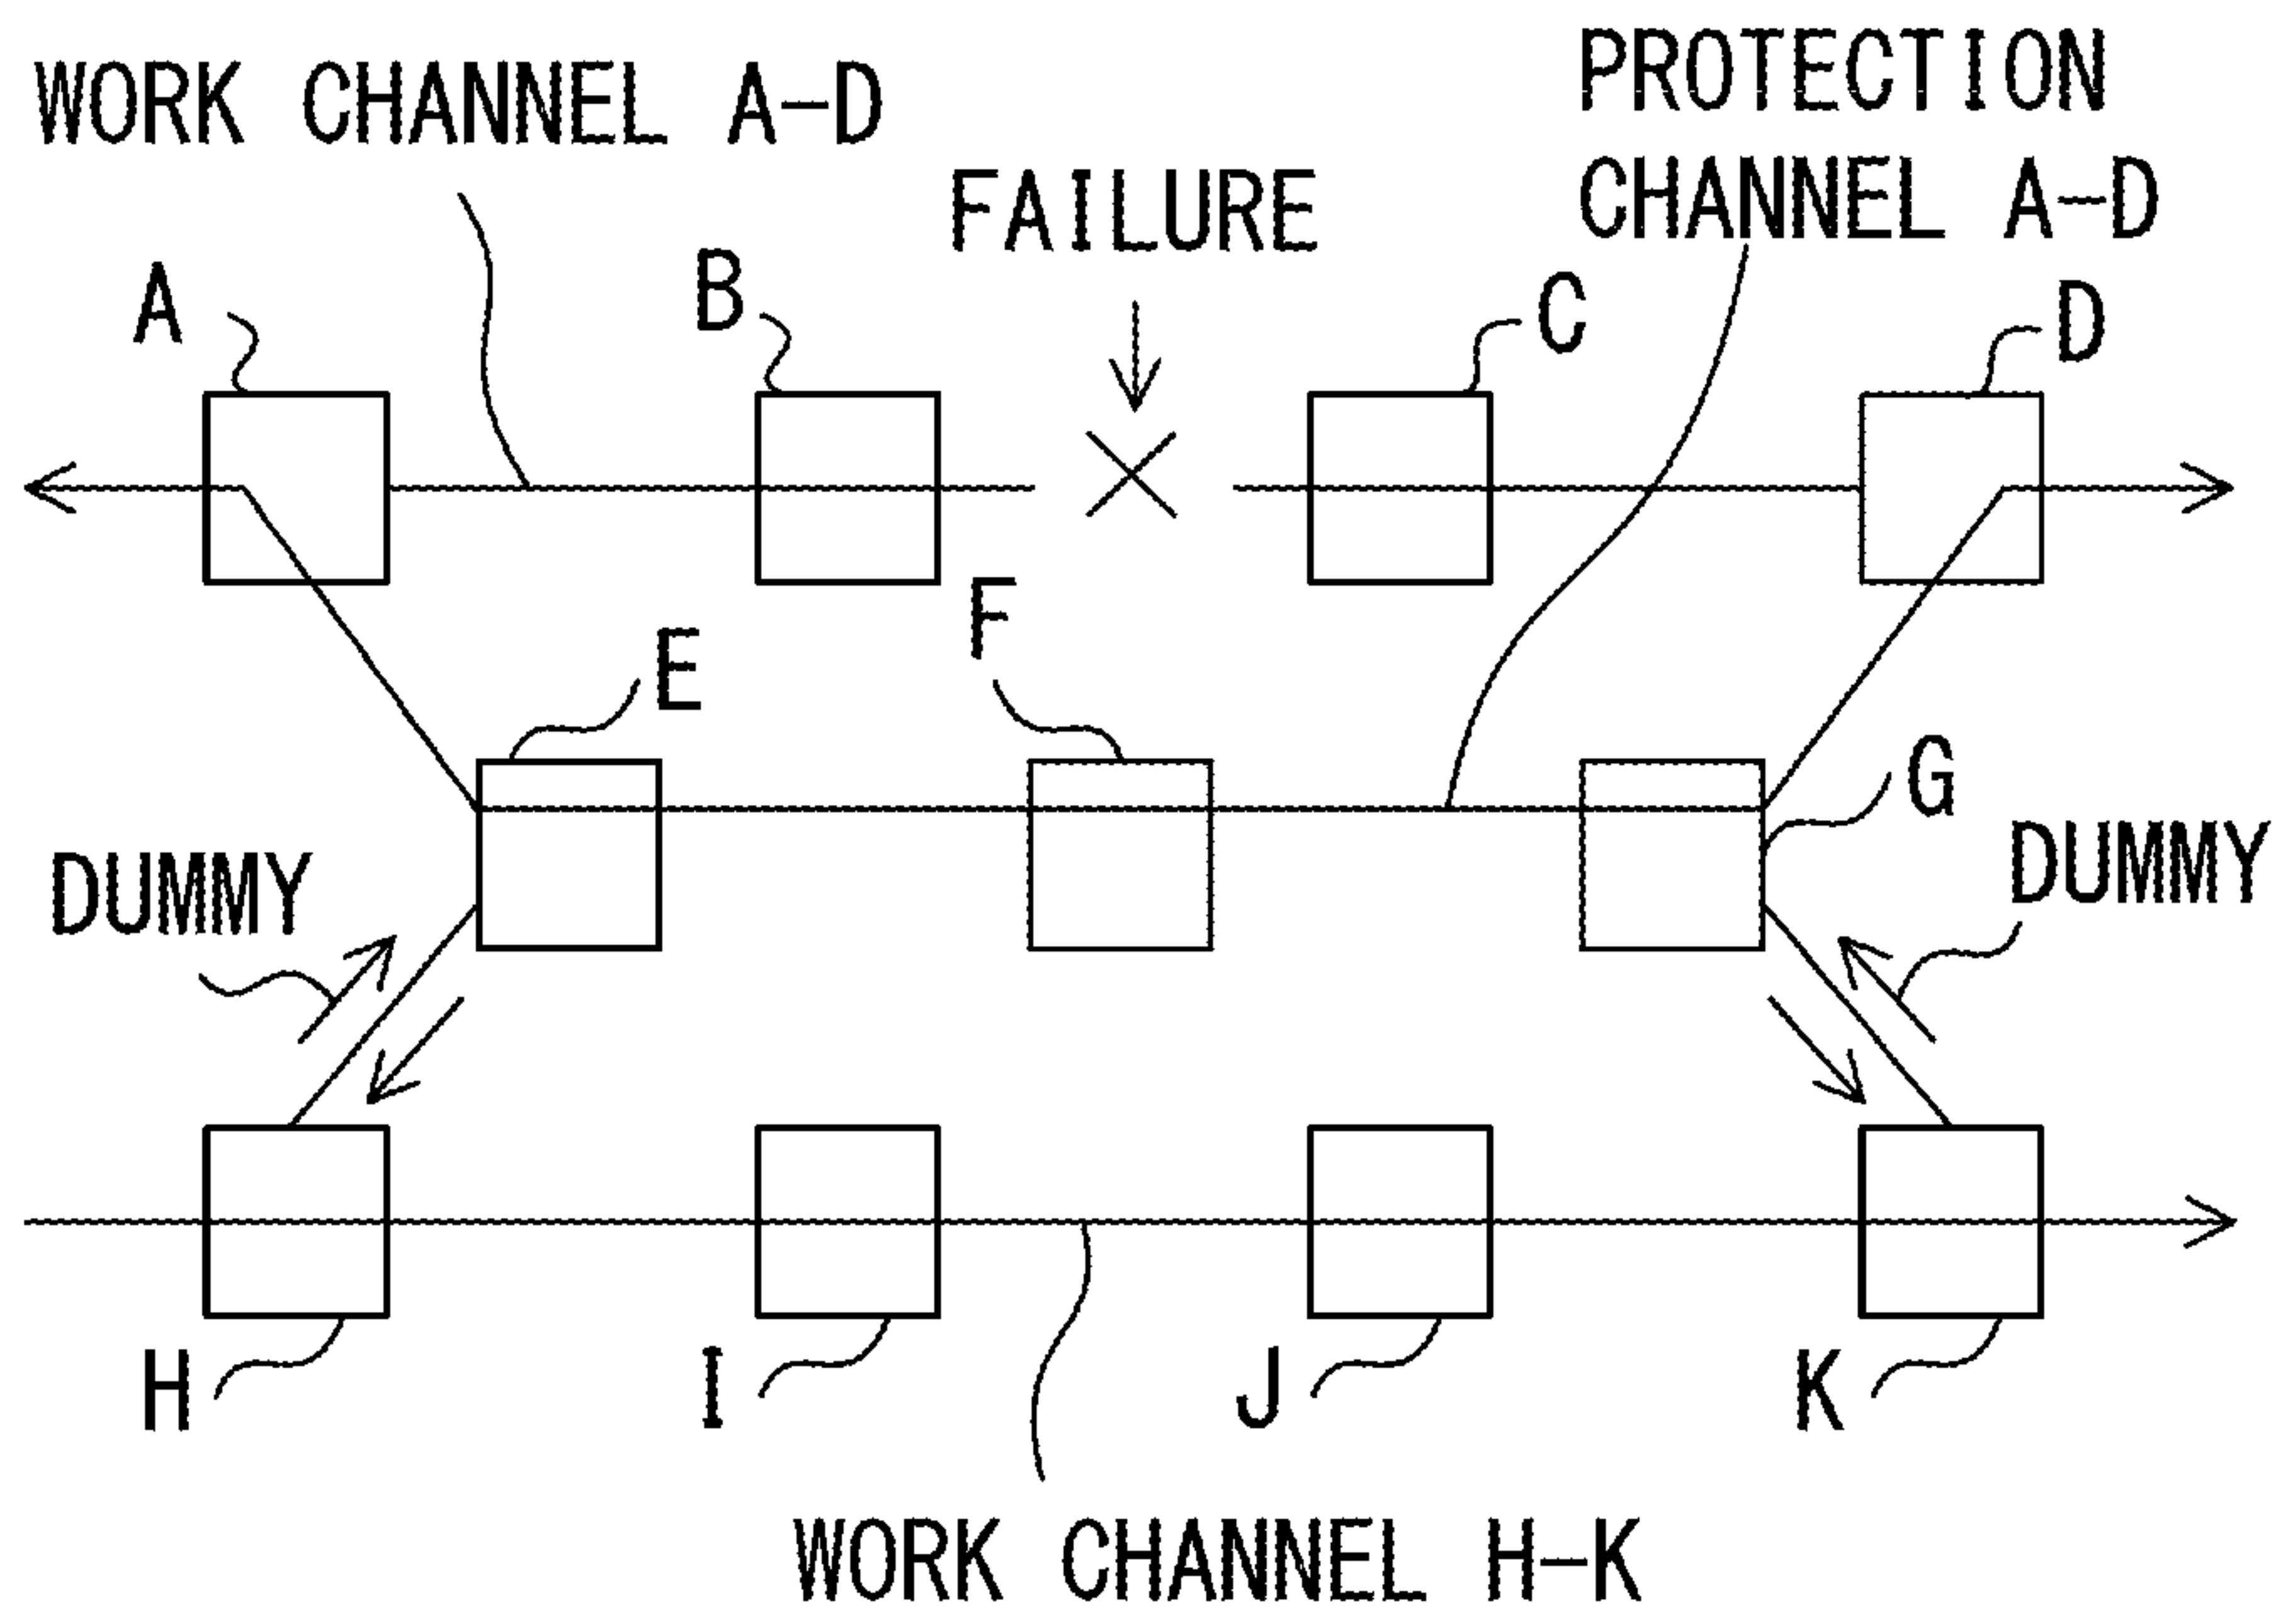 WORK CHANNEL A-D
PROTECTION
CHANNEL A-D
FAILURE
A
B
C
D
E
F
G
DUMMY
DUMMY
H
I
J
K
WORK CHANNEL H-K